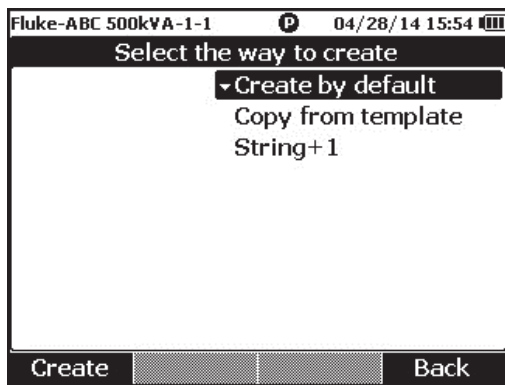 Fluke-ABC 500kVA-1-1 P 04/28/14 15:54
Select the way to create
Create by default
Copy from template
String+1
Create Back